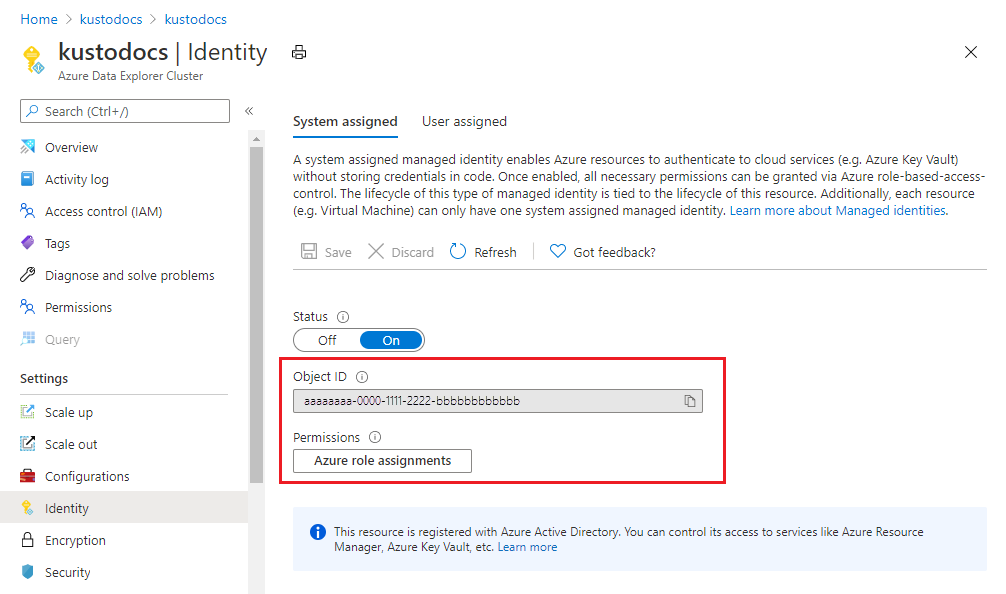 Home > kustodocs > kustodocs
kustodocs | Identity
Azure Data Explorer Cluster
Search (Ctrl+/)
«
Overview
Activity log
Access control (IAM)
Tags
Diagnose and solve problems
Permissions
Query
Settings
Scale up
Scale out
Configurations
Identity
Encryption
Security
System assigned User assigned
A system assigned managed identity enables Azure resources to authenticate to cloud services (e.g. Azure Key Vault)
without storing credentials in code. Once enabled, all necessary permissions can be granted via Azure role-based-access-
control. The lifecycle of this type of managed identity is tied to the lifecycle of this resource. Additionally, each resource
(e.g. Virtual Machine) can only have one system assigned managed identity. Learn more about Managed identities.
Save Discard Refresh Got feedback?
Status
Off On
Object ID
aaaaaaaa-0000-1111-2222-bbbbbbbbbbbb
Permissions
Azure role assignments
This resource is registered with Azure Active Directory. You can control its access to services like Azure Resource
Manager, Azure Key Vault, etc. Learn more